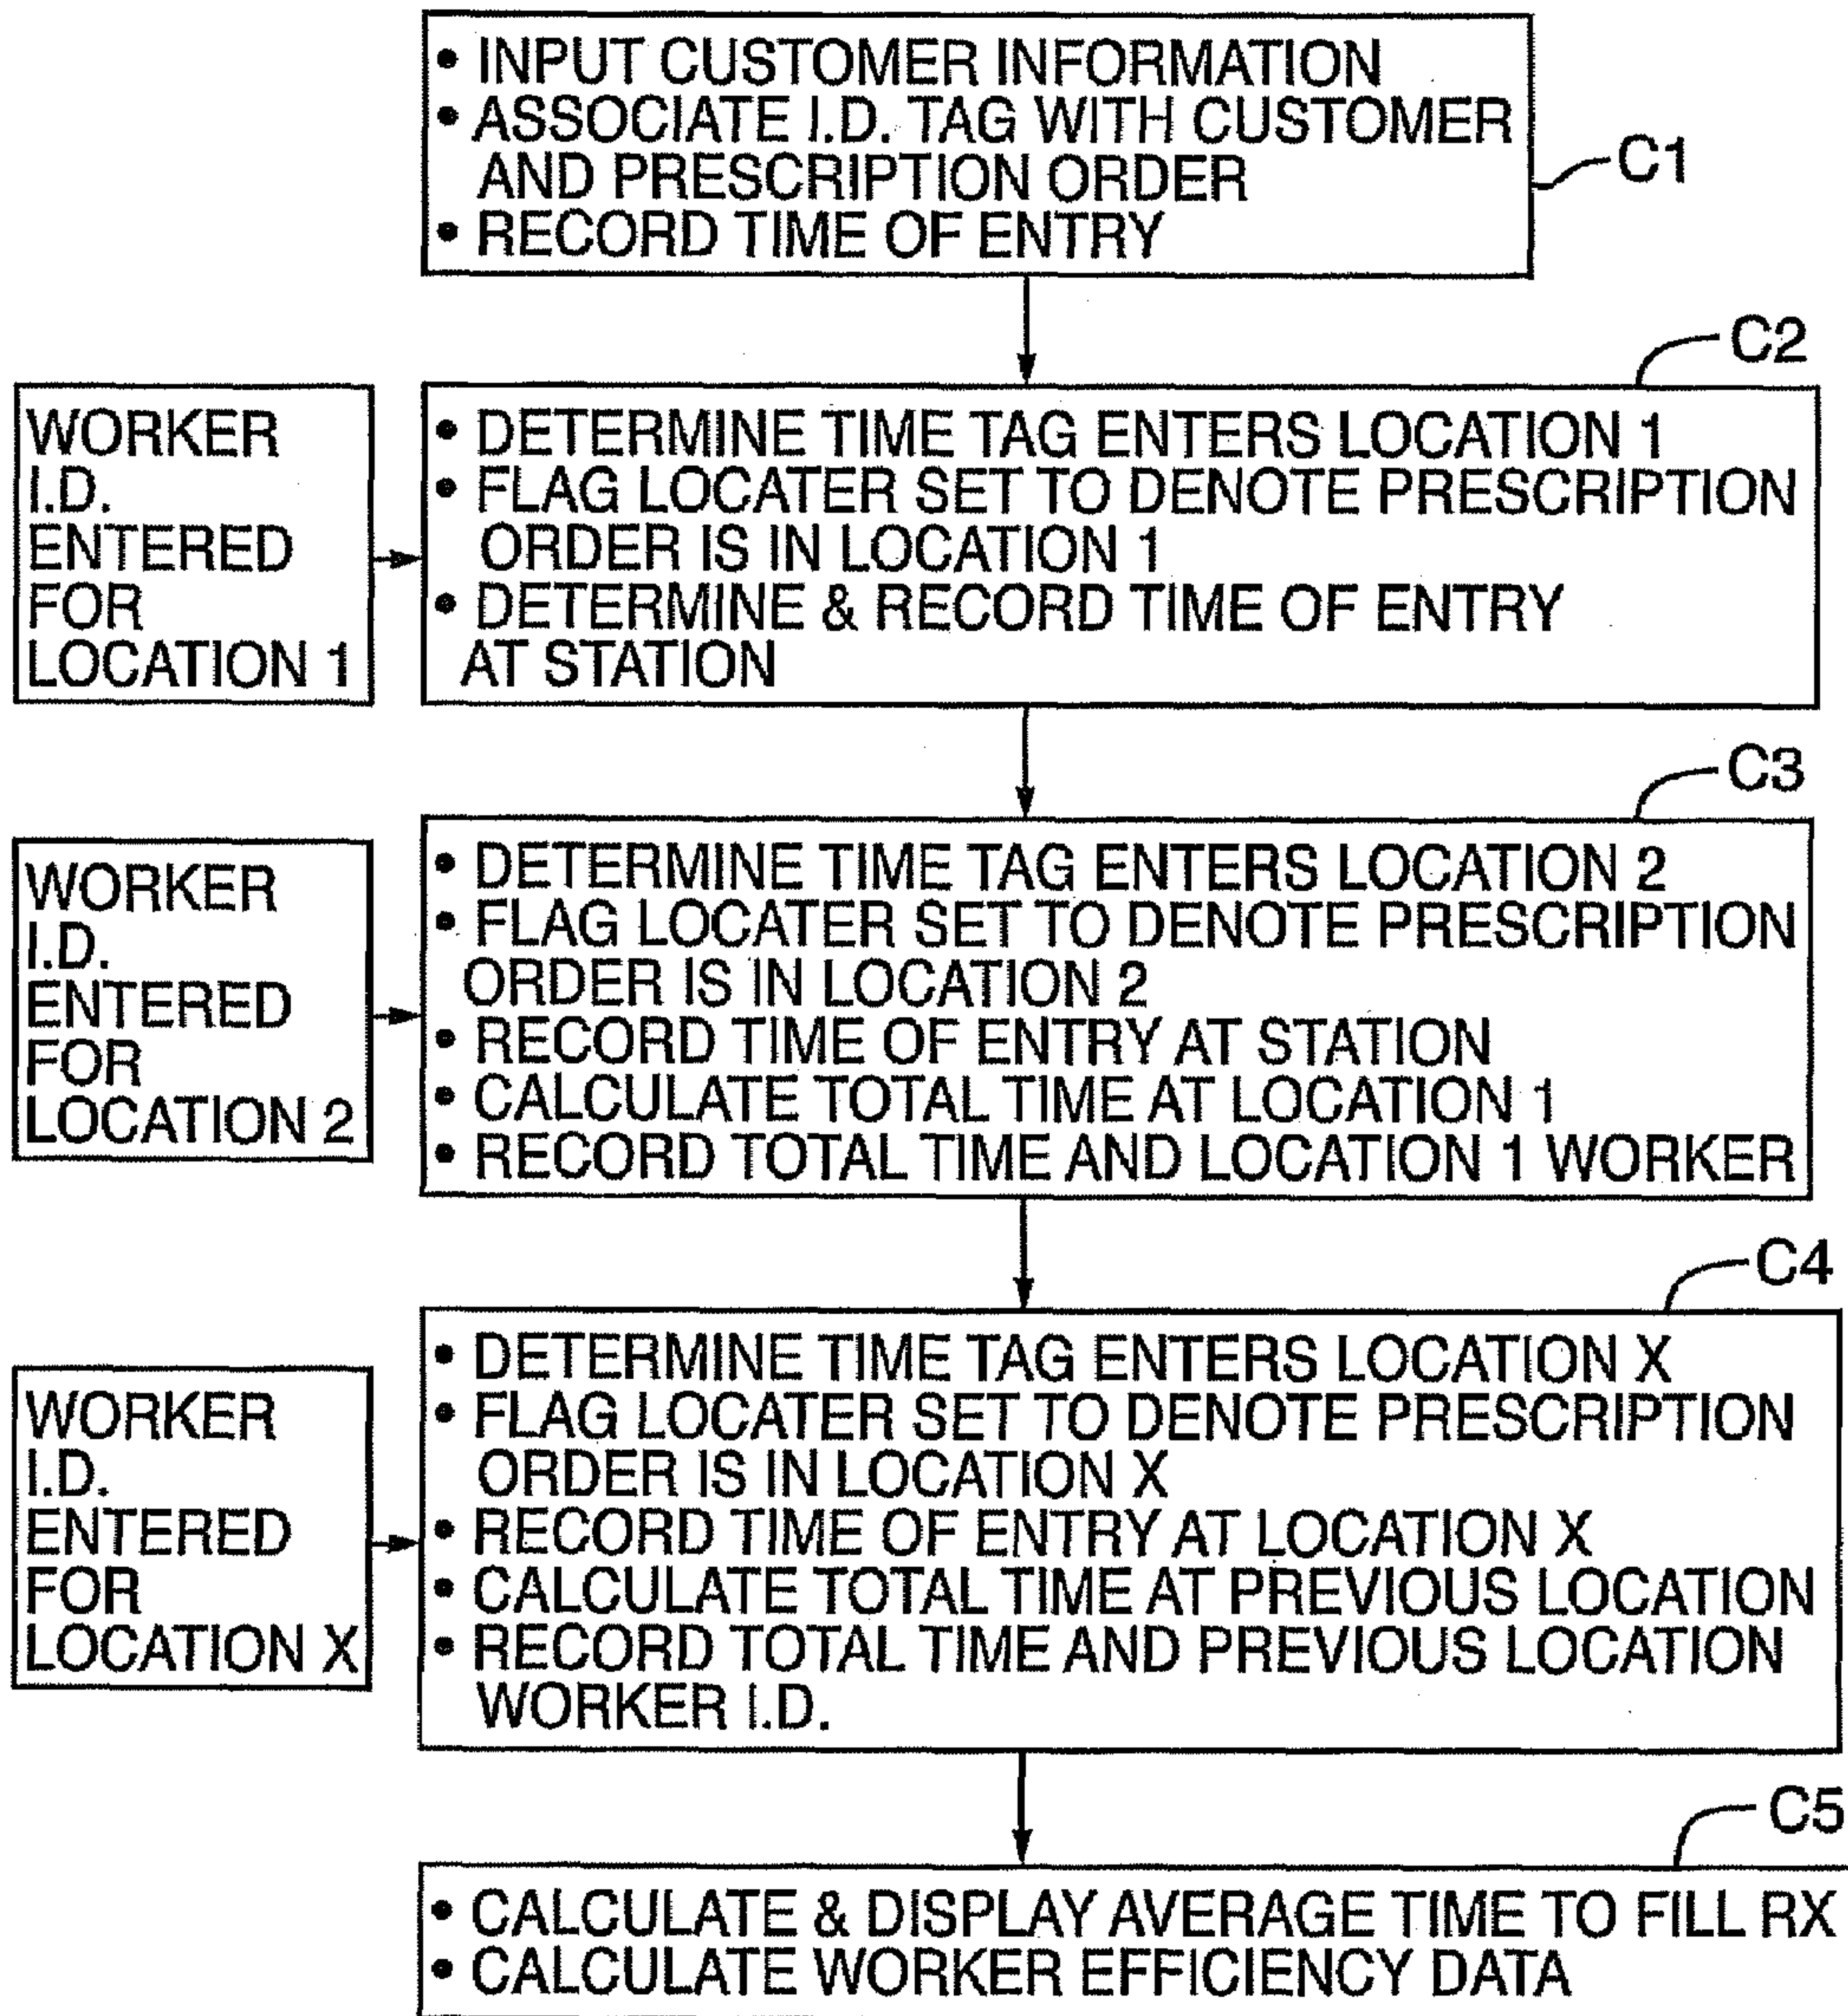 • INPUT CUSTOMER INFORMATION
• ASSOCIATE I.D. TAG WITH CUSTOMER
AND PRESCRIPTION ORDER
• RECORD TIME OF ENTRY
C1
C2
WORKER
I.D.
ENTERED
FOR
LOCATION 1
• DETERMINE TIME TAG ENTERS LOCATION 1
• FLAG LOCATER SET TO DENOTE PRESCRIPTION
ORDER IS IN LOCATION 1
• DETERMINE & RECORD TIME OF ENTRY
AT STATION
C3
WORKER
I.D.
ENTERED
FOR
LOCATION 2
• DETERMINE TIME TAG ENTERS LOCATION 2
• FLAG LOCATER SET TO DENOTE PRESCRIPTION
ORDER IS IN LOCATION 2
• RECORD TIME OF ENTRY AT STATION
• CALCULATE TOTAL TIME AT LOCATION 1
• RECORD TOTAL TIME AND LOCATION 1 WORKER
C4
WORKER
I.D.
ENTERED
FOR
LOCATION X
• DETERMINE TIME TAG ENTERS LOCATION X
• FLAG LOCATER SET TO DENOTE PRESCRIPTION
ORDER IS IN LOCATION X
• RECORD TIME OF ENTRY AT LOCATION X
• CALCULATE TOTAL TIME AT PREVIOUS LOCATION
• RECORD TOTAL TIME AND PREVIOUS LOCATION
WORKER I.D.
C5
• CALCULATE & DISPLAY AVERAGE TIME TO FILL RX
• CALCULATE WORKER EFFICIENCY DATA